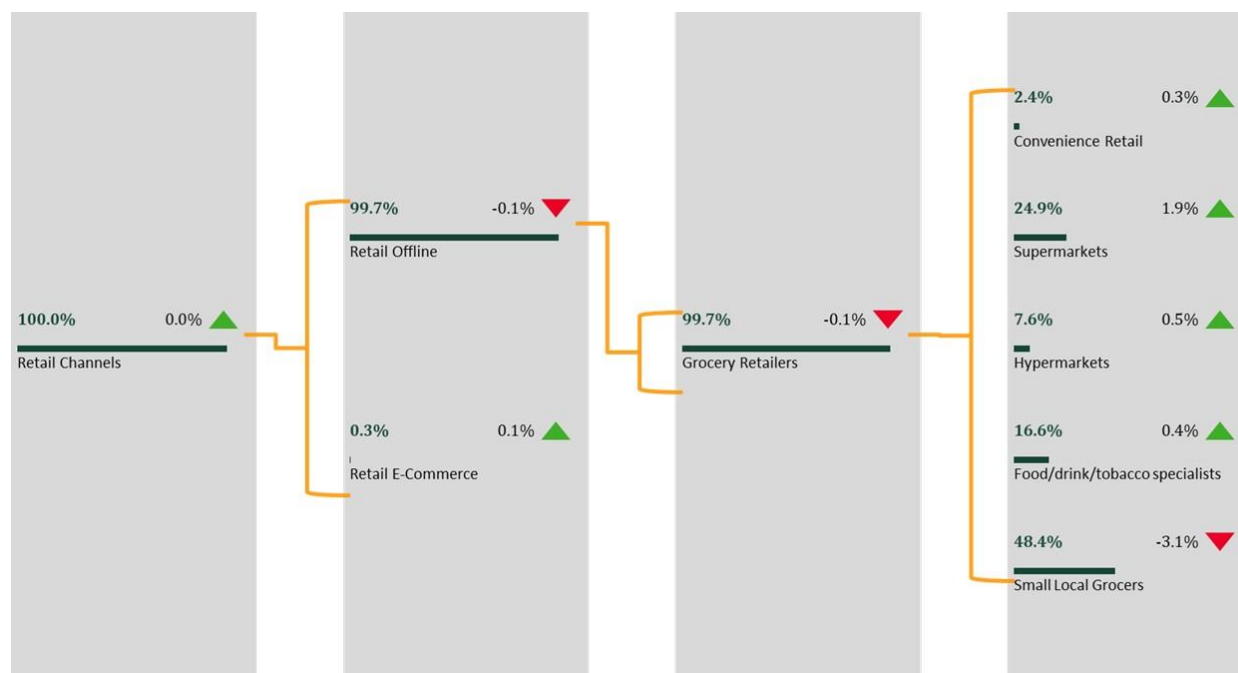 100.0% 0.0%
Retail Channels
99.7% -0.1%
Retail Offline
0.3% 0.1%
Retail E-Commerce
99.7% -0.1%
Grocery Retailers
2.4% 0.3%
Convenience Retail
24.9% 1.9%
Supermarkets
7.6% 0.5%
Hypermarkets
16.6% 0.4%
Food/drink/tobacco specialists
48.4% -3.1%
Small Local Grocers